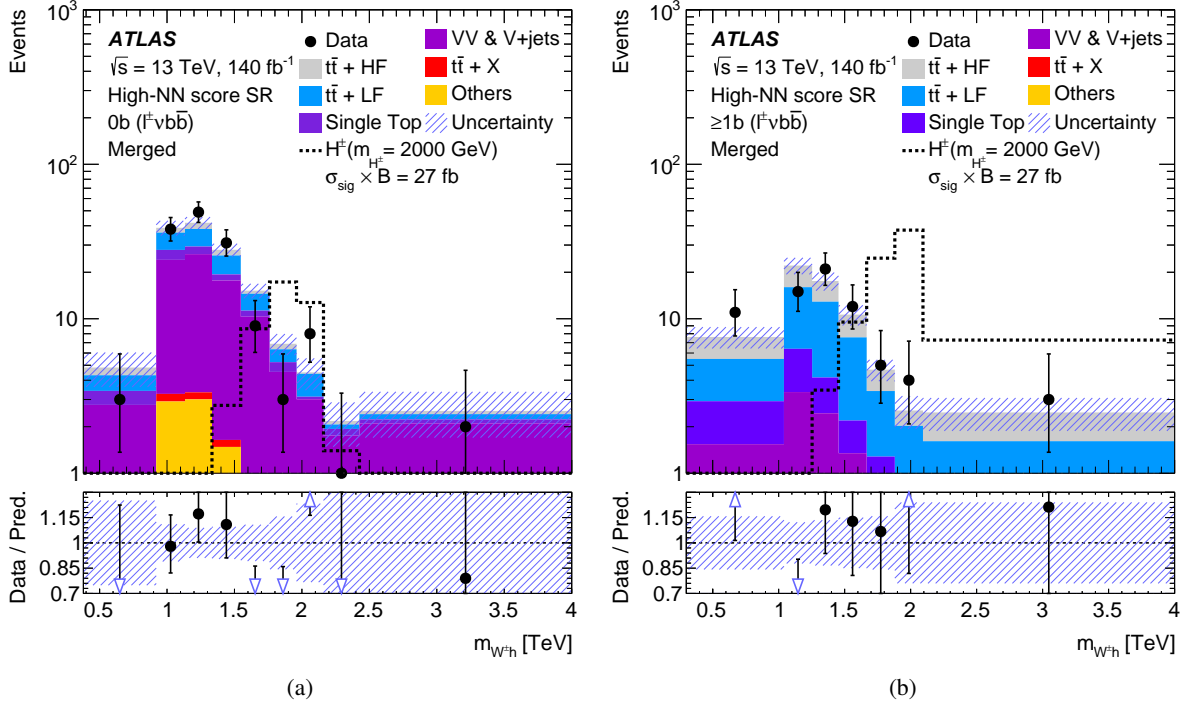 Events
10³
10²
10
1
ATLAS
√s = 13 TeV, 140 fb⁻¹
High-NN score SR
0b (l±νbb̄)
Merged
Data
tt̄ + HF
tt̄ + LF
Single Top
VV & V+jets
tt̄ + X
Others
Uncertainty
H±(m_H± = 2000 GeV)
σsig × B = 27 fb
Data / Pred.
1.15
1
0.85
0.7
0.5 1 1.5 2 2.5 3 3.5 4
m_W±h [TeV]
(a)
Events
10³
10²
10
1
ATLAS
√s = 13 TeV, 140 fb⁻¹
High-NN score SR
≥1b (l±νbb̄)
Merged
Data
tt̄ + HF
tt̄ + LF
Single Top
VV & V+jets
tt̄ + X
Others
Uncertainty
H±(m_H± = 2000 GeV)
σsig × B = 27 fb
Data / Pred.
1.15
1
0.85
0.7
0.5 1 1.5 2 2.5 3 3.5 4
m_W±h [TeV]
(b)